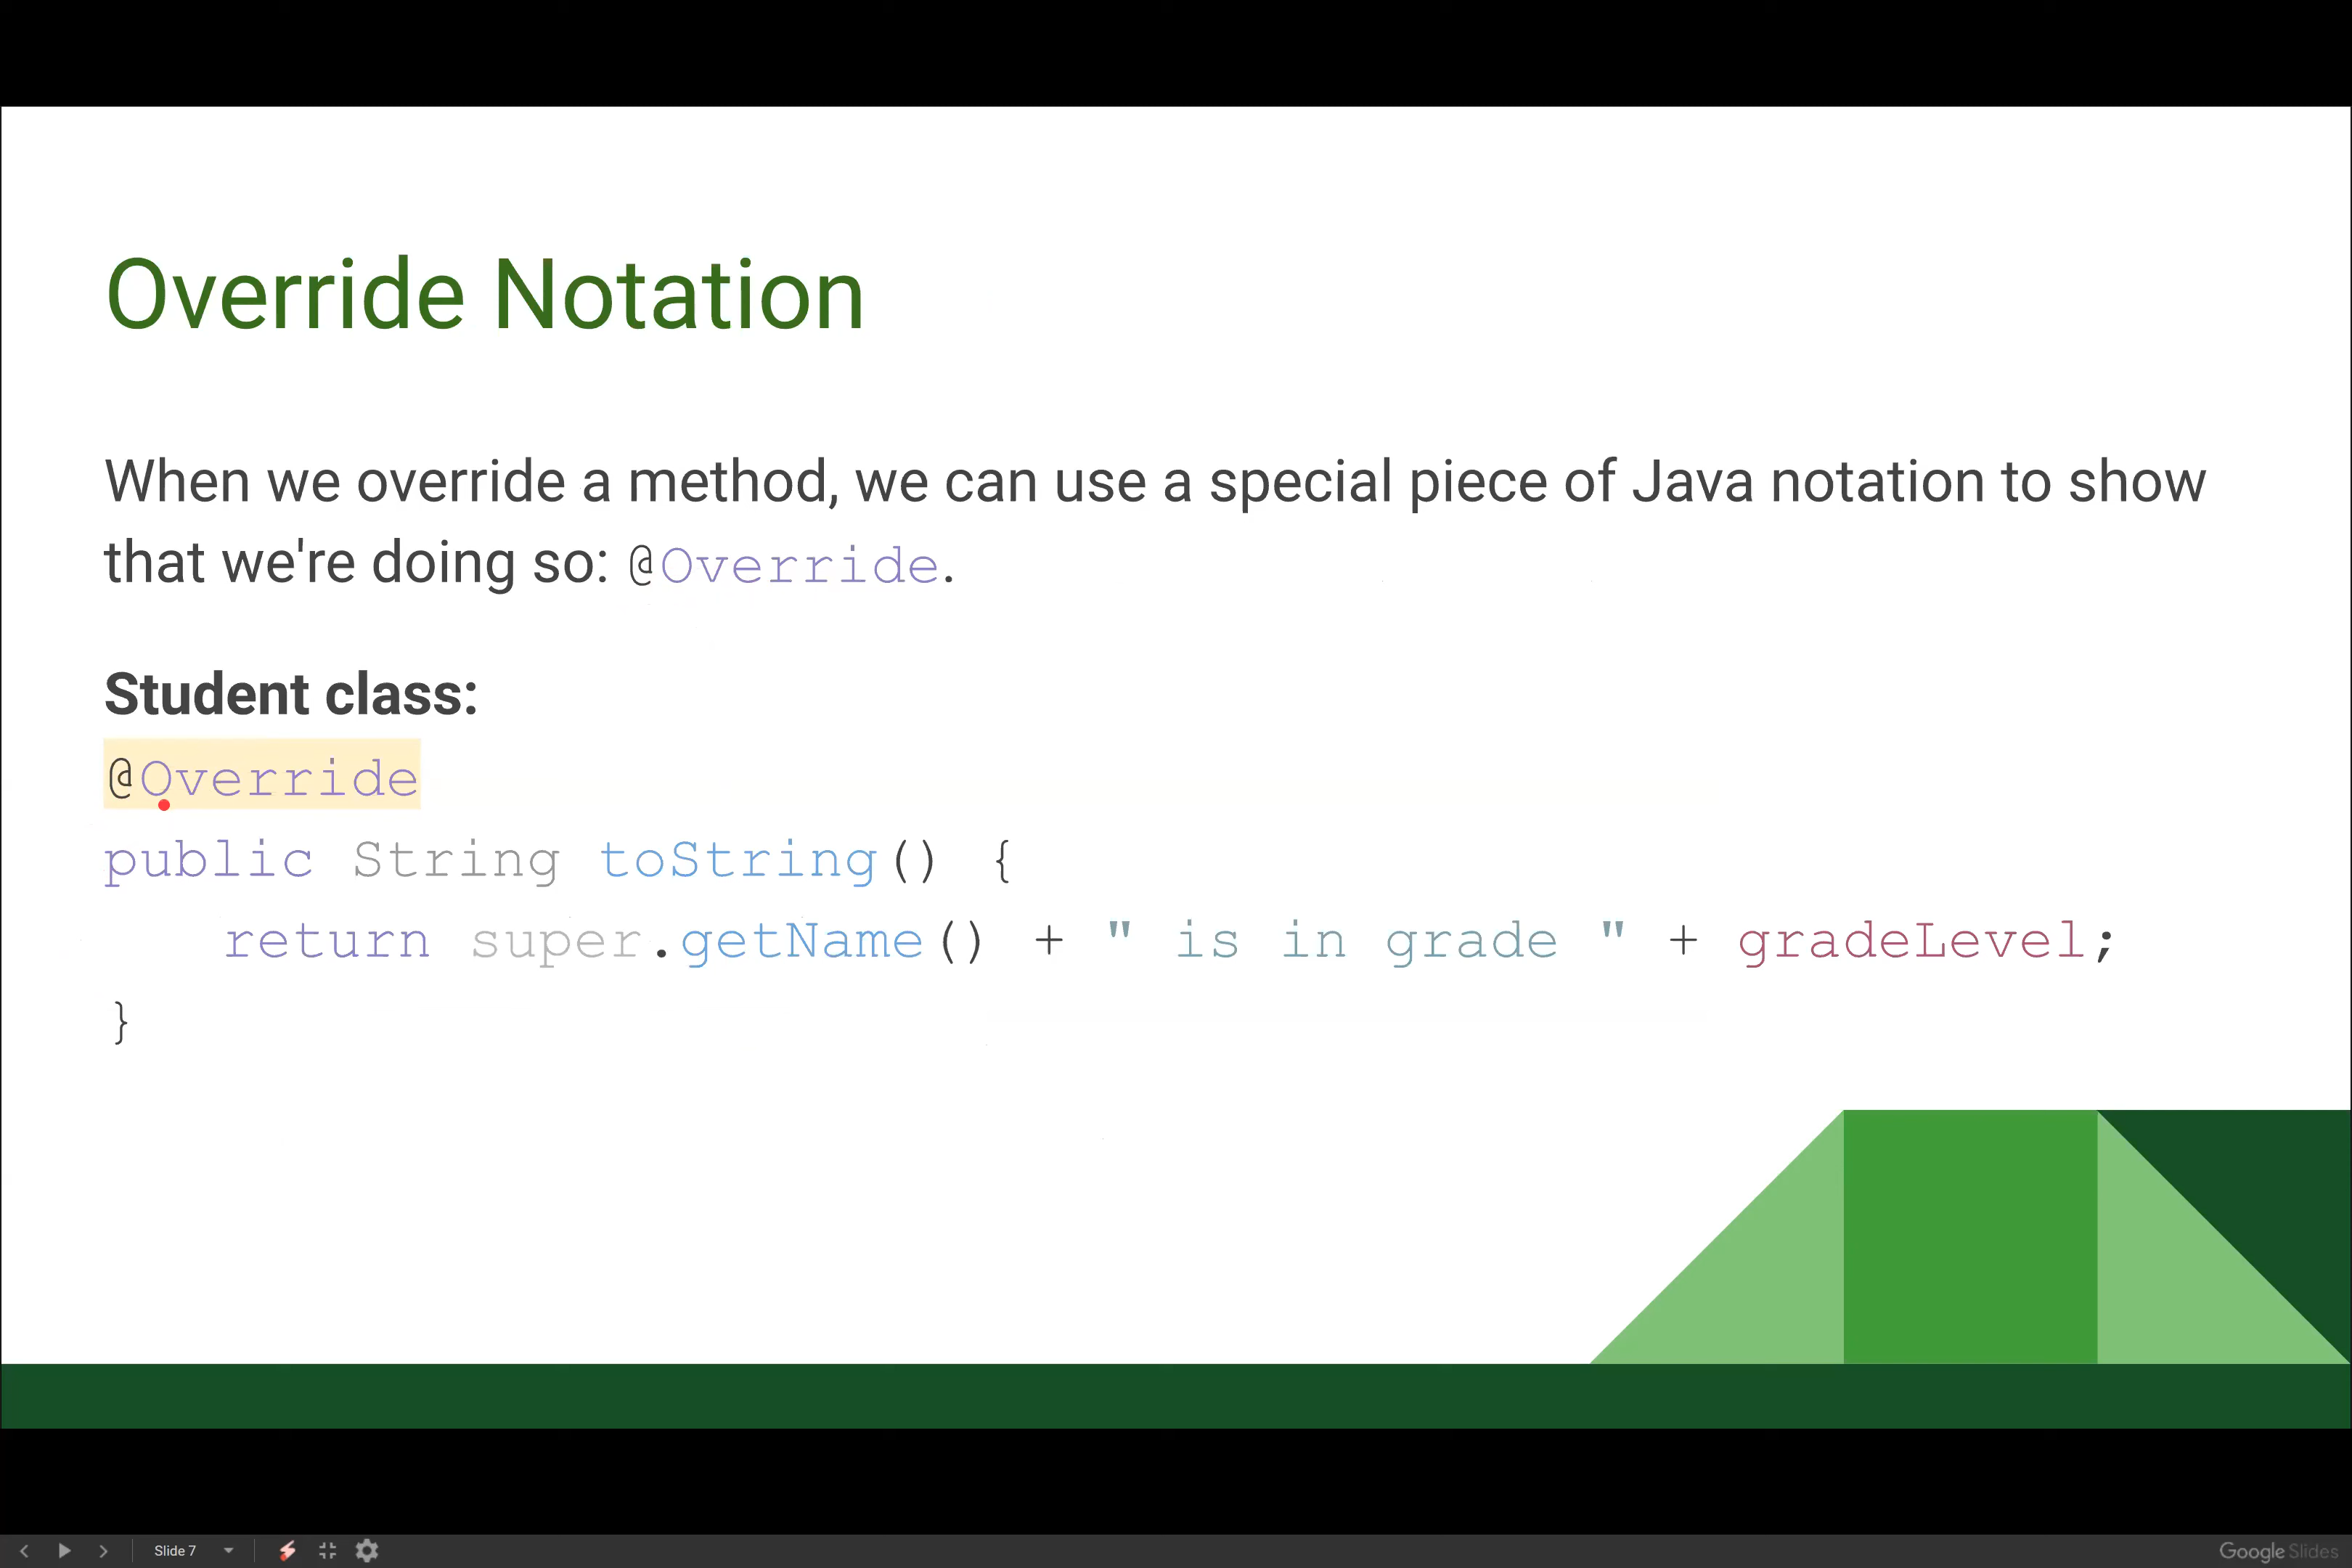 Override Notation
When we override a method, we can use a special piece of Java notation to show
that we're doing so: @Override.
Student class:
@Override
public String toString() {
    return super.getName() + " is in grade " + gradeLevel;
}
Slide 7
Google Slides